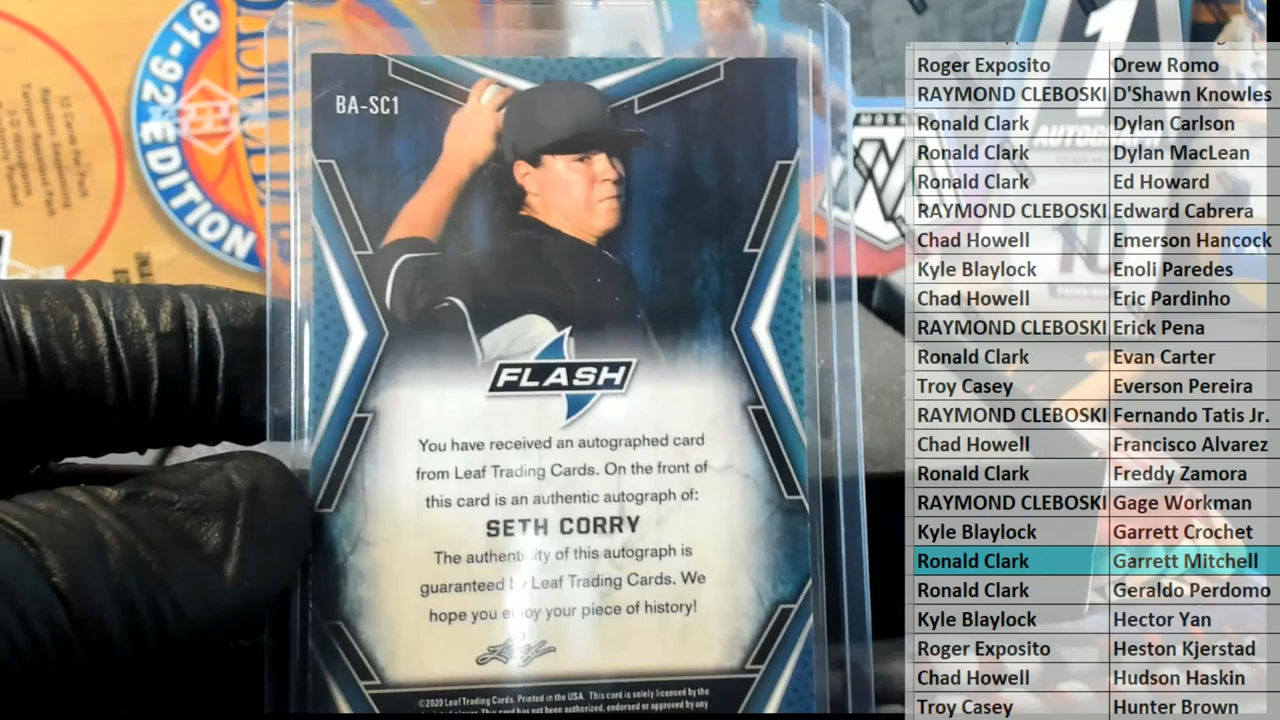 BA-SC1
FLASH
You have received an autographed card
from Leaf Trading Cards. On the front of
this card is an authentic autograph of:
SETH CORRY
The authenticity of this autograph is
guaranteed by Leaf Trading Cards. We
hope you enjoy your piece of history!
Leaf
©2020 Leaf Trading Cards. Printed in the USA. This card is solely licensed by the
91-92 EDITION
1
AUTOGRAPH
Roger Exposito Drew Romo
RAYMOND CLEBOSKI D'Shawn Knowles
Ronald Clark Dylan Carlson
Ronald Clark Dylan MacLean
Ronald Clark Ed Howard
RAYMOND CLEBOSKI Edward Cabrera
Chad Howell Emerson Hancock
Kyle Blaylock Enoli Paredes
Chad Howell Eric Pardinho
RAYMOND CLEBOSKI Erick Pena
Ronald Clark Evan Carter
Troy Casey Everson Pereira
RAYMOND CLEBOSKI Fernando Tatis Jr.
Chad Howell Francisco Alvarez
Ronald Clark Freddy Zamora
RAYMOND CLEBOSKI Gage Workman
Kyle Blaylock Garrett Crochet
Ronald Clark Garrett Mitchell
Ronald Clark Geraldo Perdomo
Kyle Blaylock Hector Yan
Roger Exposito Heston Kjerstad
Chad Howell Hudson Haskin
Troy Casey Hunter Brown